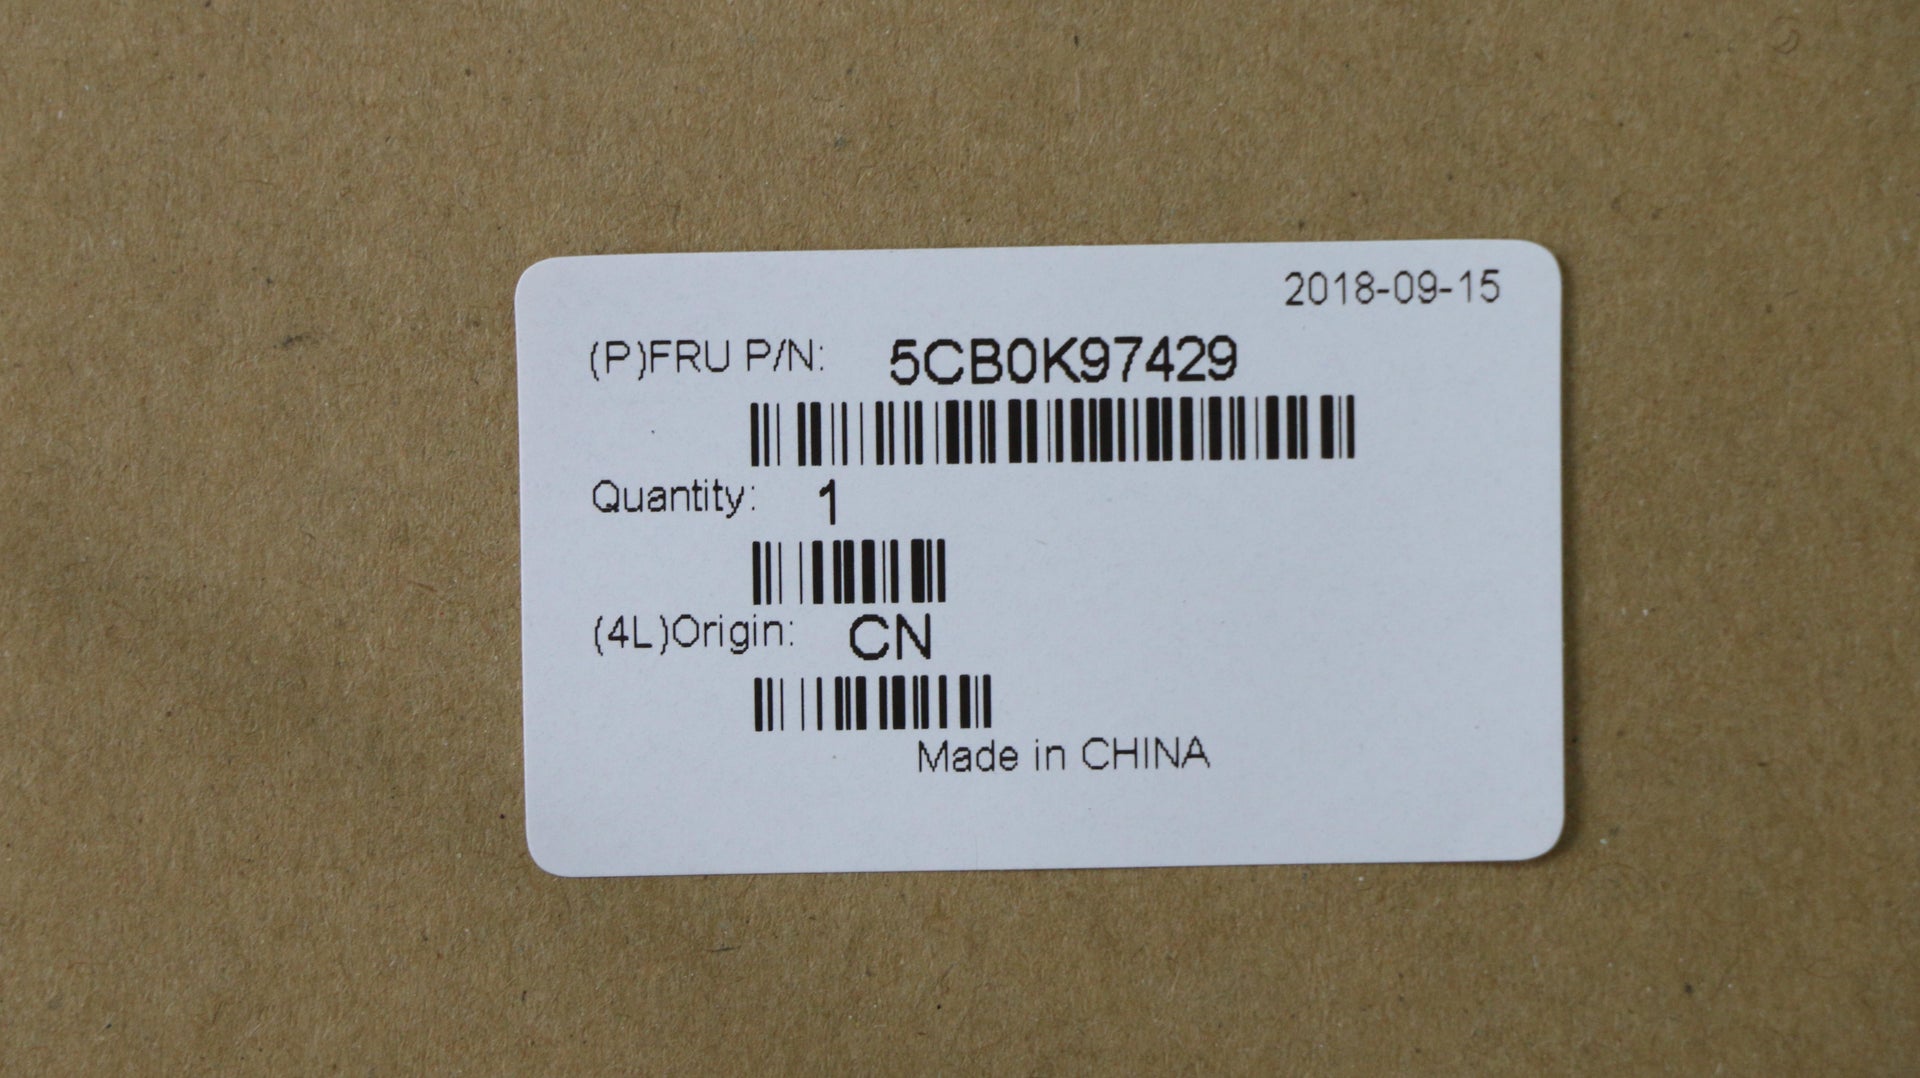 2018-09-15
(P)FRU P/N: 5CB0K97429
Quantity: 1
(4L)Origin: CN
Made in CHINA